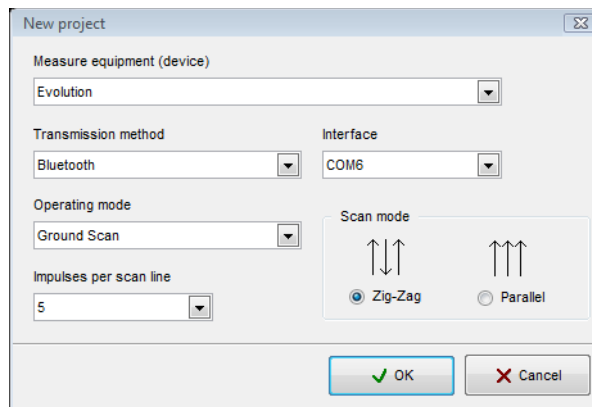 New project
Measure equipment (device)
Evolution
Transmission method
Interface
Bluetooth
COM6
Operating mode
Ground Scan
Scan mode
Impulses per scan line
5
Zig-Zag
Parallel
OK
Cancel